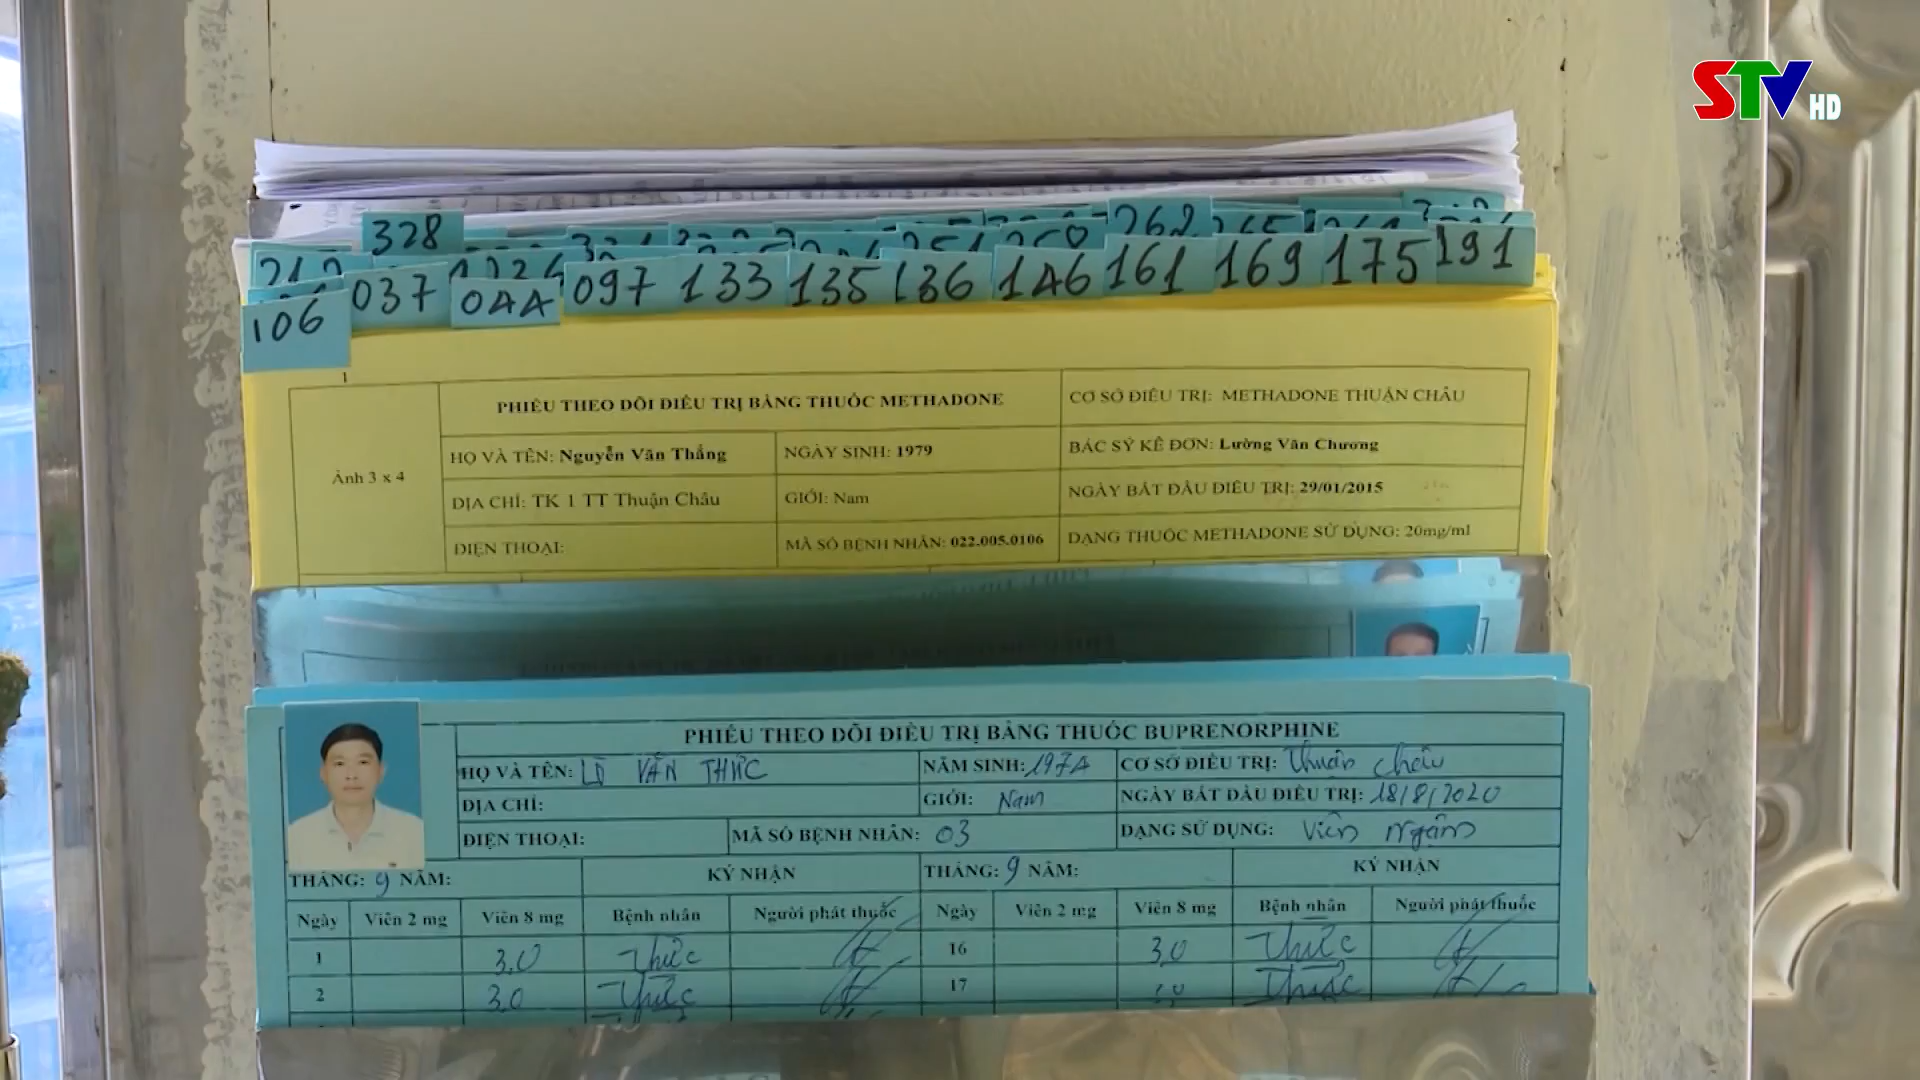 STV HD
328
262
037 044 097 133 135 136 146 161 169 175 191
106
1
PHIẾU THEO DÕI ĐIỀU TRỊ BẰNG THUỐC METHADONE
CƠ SỞ ĐIỀU TRỊ: METHADONE THUẬN CHÂU
Ảnh 3 x 4
HỌ VÀ TÊN: Nguyễn Văn Thắng
NGÀY SINH: 1979
BÁC SỸ KÊ ĐƠN: Lường Văn Chương
ĐỊA CHỈ: TK 1 TT Thuận Châu
GIỚI: Nam
NGÀY BẮT ĐẦU ĐIỀU TRỊ: 29/01/2015
ĐIỆN THOẠI:
MÃ SỐ BỆNH NHÂN: 022.005.0106
DẠNG THUỐC METHADONE SỬ DỤNG: 20mg/ml
PHIẾU THEO DÕI ĐIỀU TRỊ BẰNG THUỐC BUPRENORPHINE
HỌ VÀ TÊN: LÒ VĂN THỨC
NĂM SINH: 1974
CƠ SỞ ĐIỀU TRỊ: Thuận Châu
ĐỊA CHỈ:
GIỚI: Nam
NGÀY BẮT ĐẦU ĐIỀU TRỊ: 18/8/2020
ĐIỆN THOẠI:
MÃ SỐ BỆNH NHÂN: 03
DẠNG SỬ DỤNG: Viên ngậm
THÁNG: 9 NĂM: KÝ NHẬN THÁNG: 9 NĂM: KÝ NHẬN
Ngày Viên 2 mg Viên 8 mg Bệnh nhân Người phát thuốc Ngày Viên 2 mg Viên 8 mg Bệnh nhân Người phát thuốc
1 3,0 Thức 16 3,0 Thức
2 3,0 Thức 17 Thức